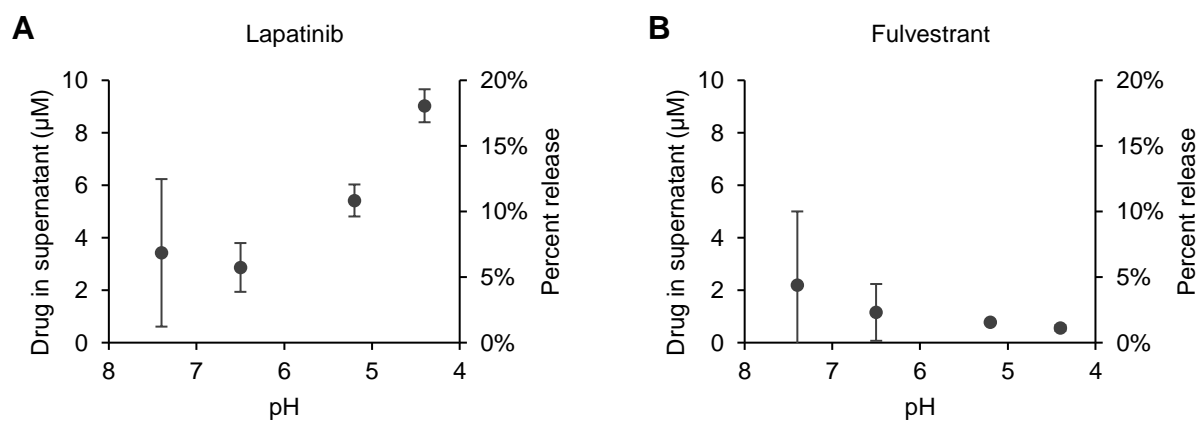 A
Lapatinib
Drug in supernatant (µM)
10
8
6
4
2
0
20%
15%
10%
5%
0%
Percent release
8 7 6 5 4
pH
B
Fulvestrant
Drug in supernatant (µM)
10
8
6
4
2
0
20%
15%
10%
5%
0%
Percent release
8 7 6 5 4
pH